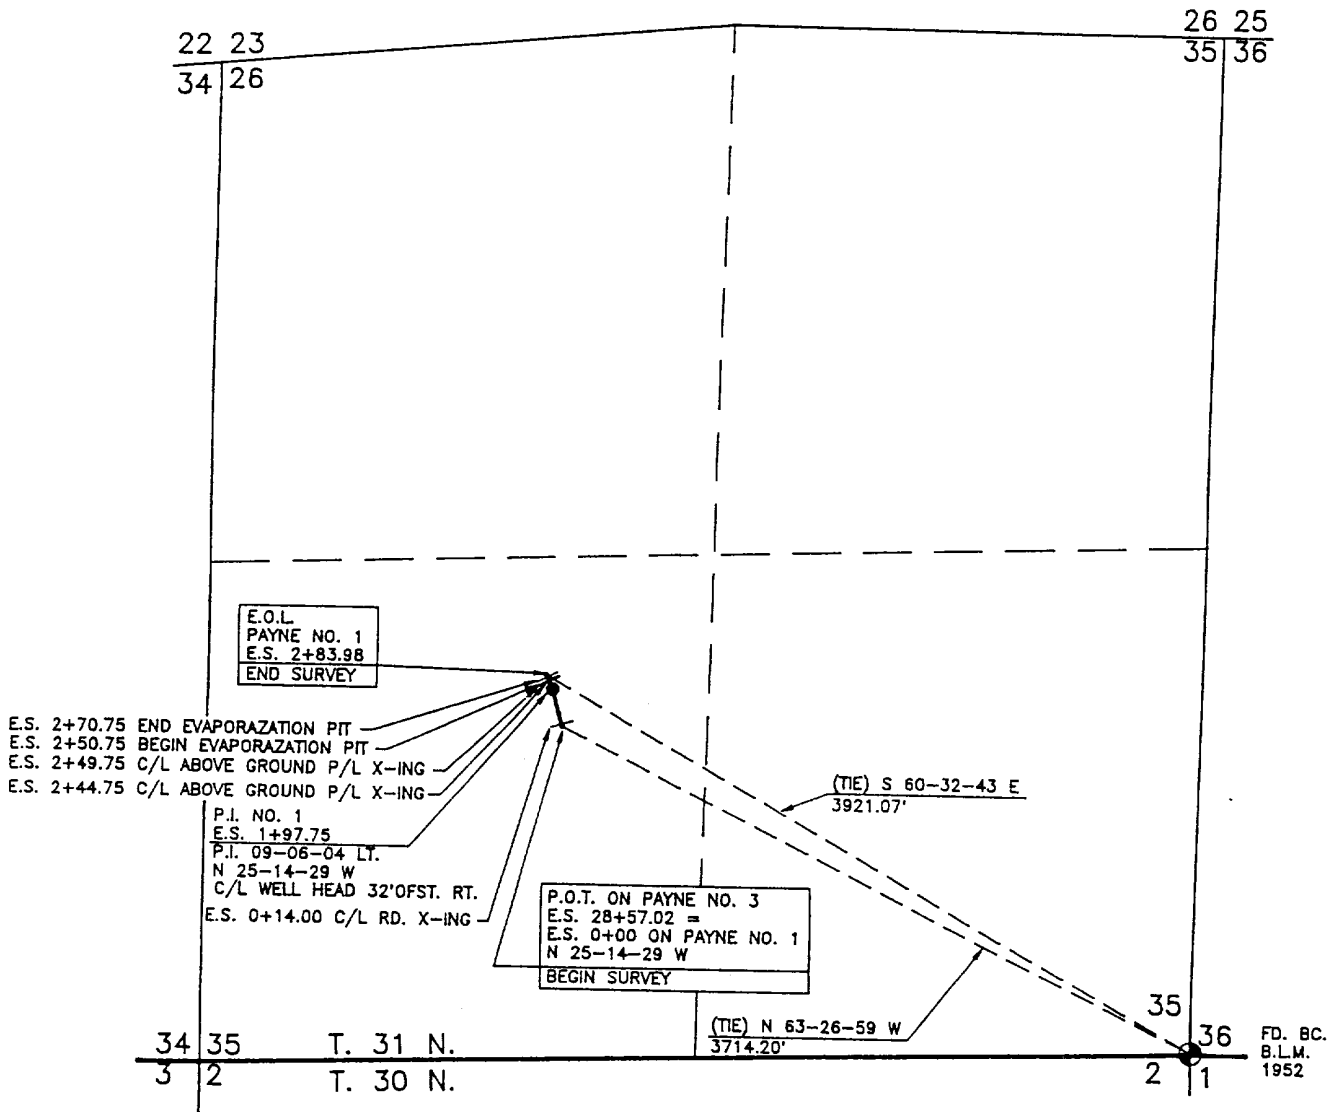 22 23
34 26
26 25
35 36
E.O.L.
PAYNE NO. 1
E.S. 2+83.98
END SURVEY
E.S. 2+70.75 END EVAPORAZATION PIT
E.S. 2+50.75 BEGIN EVAPORAZATION PIT
E.S. 2+49.75 C/L ABOVE GROUND P/L X-ING
E.S. 2+44.75 C/L ABOVE GROUND P/L X-ING
P.I. NO. 1
E.S. 1+97.75
P.I. 09-06-04 LT.
N 25-14-29 W
C/L WELL HEAD 32'OFST. RT.
E.S. 0+14.00 C/L RD. X-ING
(TIE) S 60-32-43 E
3921.07'
P.O.T. ON PAYNE NO. 3
E.S. 28+57.02 =
E.S. 0+00 ON PAYNE NO. 1
N 25-14-29 W
BEGIN SURVEY
(TIE) N 63-26-59 W
3714.20'
34 35
3 2
T. 31 N.
T. 30 N.
35
36
2 1
FD. BC.
B.L.M.
1952